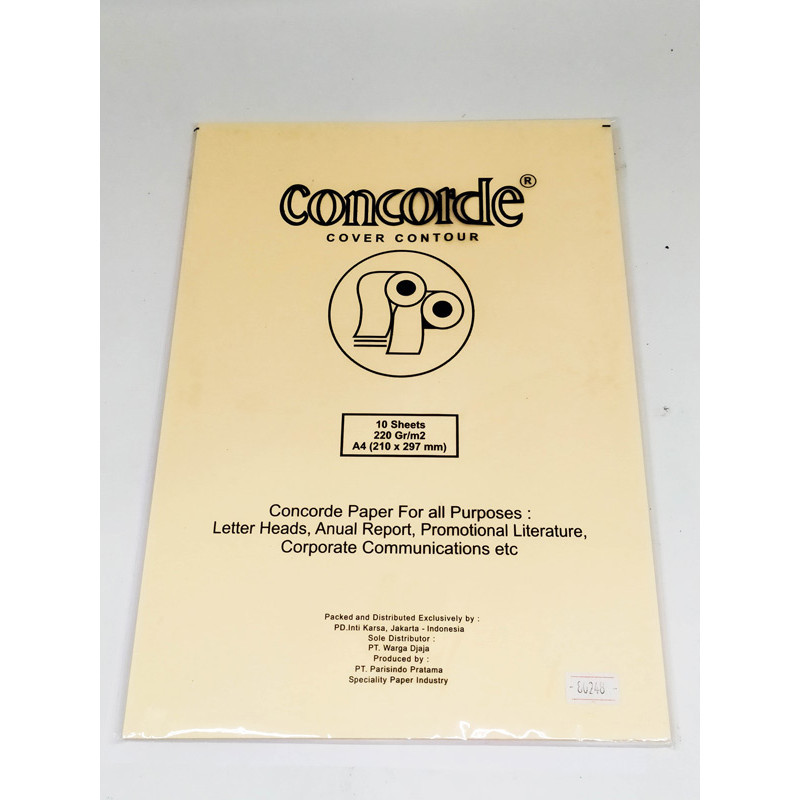 concorde®
COVER CONTOUR
10 Sheets
220 Gr/m2
A4 (210 x 297 mm)
Concorde Paper For all Purposes :
Letter Heads, Anual Report, Promotional Literature,
Corporate Communications etc
Packed and Distributed Exclusively by :
PD.Inti Karsa, Jakarta - Indonesia
Sole Distributor :
PT. Warga Djaja
Produced by :
PT. Parisindo Pratama
Speciality Paper Industry
- 80248 -